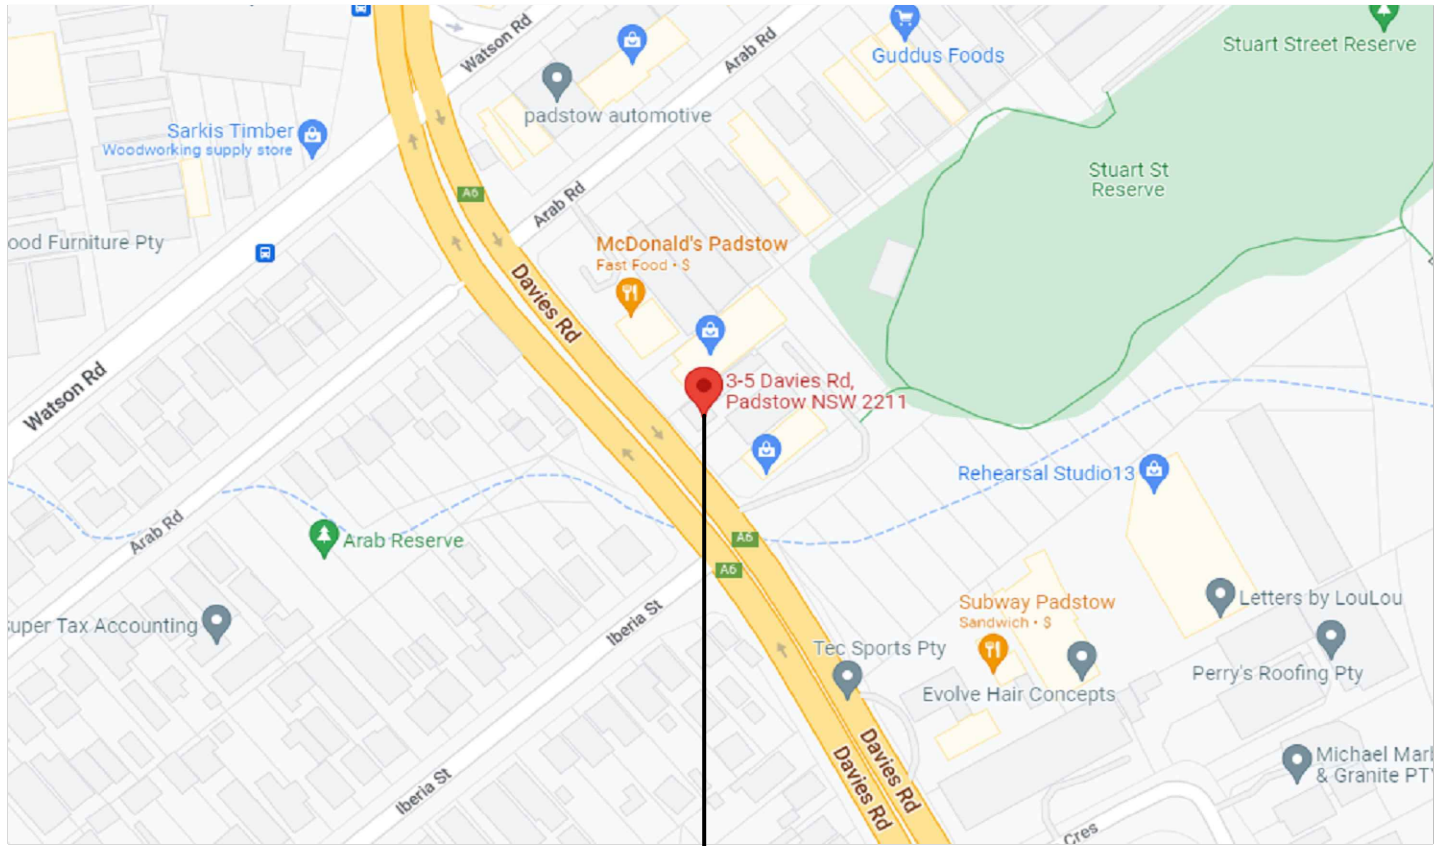 Watson Rd
Arab Rd
Guddus Foods
Stuart Street Reserve
padstow automotive
Sarkis Timber
Woodworking supply store
A6
Stuart St
Reserve
Arab Rd
ood Furniture Pty
McDonald's Padstow
Fast Food • $
Davies Rd
Watson Rd
3-5 Davies Rd,
Padstow NSW 2211
Rehearsal Studio13
Arab Rd
Arab Reserve
A6
A6
Iberia St
Subway Padstow
Sandwich • $
Letters by LouLou
uper Tax Accounting
Tec Sports Pty
Evolve Hair Concepts
Perry's Roofing Pty
Davies Rd
Davies Rd
Iberia St
Michael Mar
& Granite PT
Cres